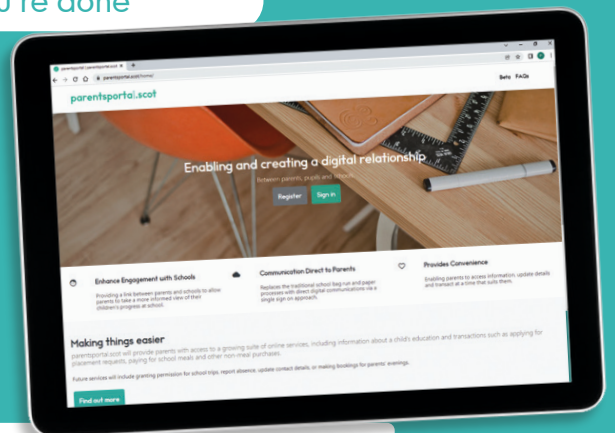 u're done
parentsportal | parentsportal.scot
parentsportal.scot/home/
Beta FAQs
parentsportal.scot
Enabling and creating a digital relationship
Between parents, pupils and schools
Register Sign in
Enhance Engagement with Schools
Providing a link between parents and schools to allow
parents to take a more informed view of their
children's progress at school.
Communication Direct to Parents
Replaces the traditional school bag run and paper
processes with direct digital communications via a
single sign on approach.
Provides Convenience
Enabling parents to access information, update details
and transact at a time that suits them.
Making things easier
parentsportal.scot will provide parents with access to a growing suite of online services, including information about a child's education and transactions such as applying for
placement requests, paying for school meals and other non-meal purchases.
Future services will include granting permission for school trips, report absence, update contact details, or making bookings for parents' evenings.
Find out more